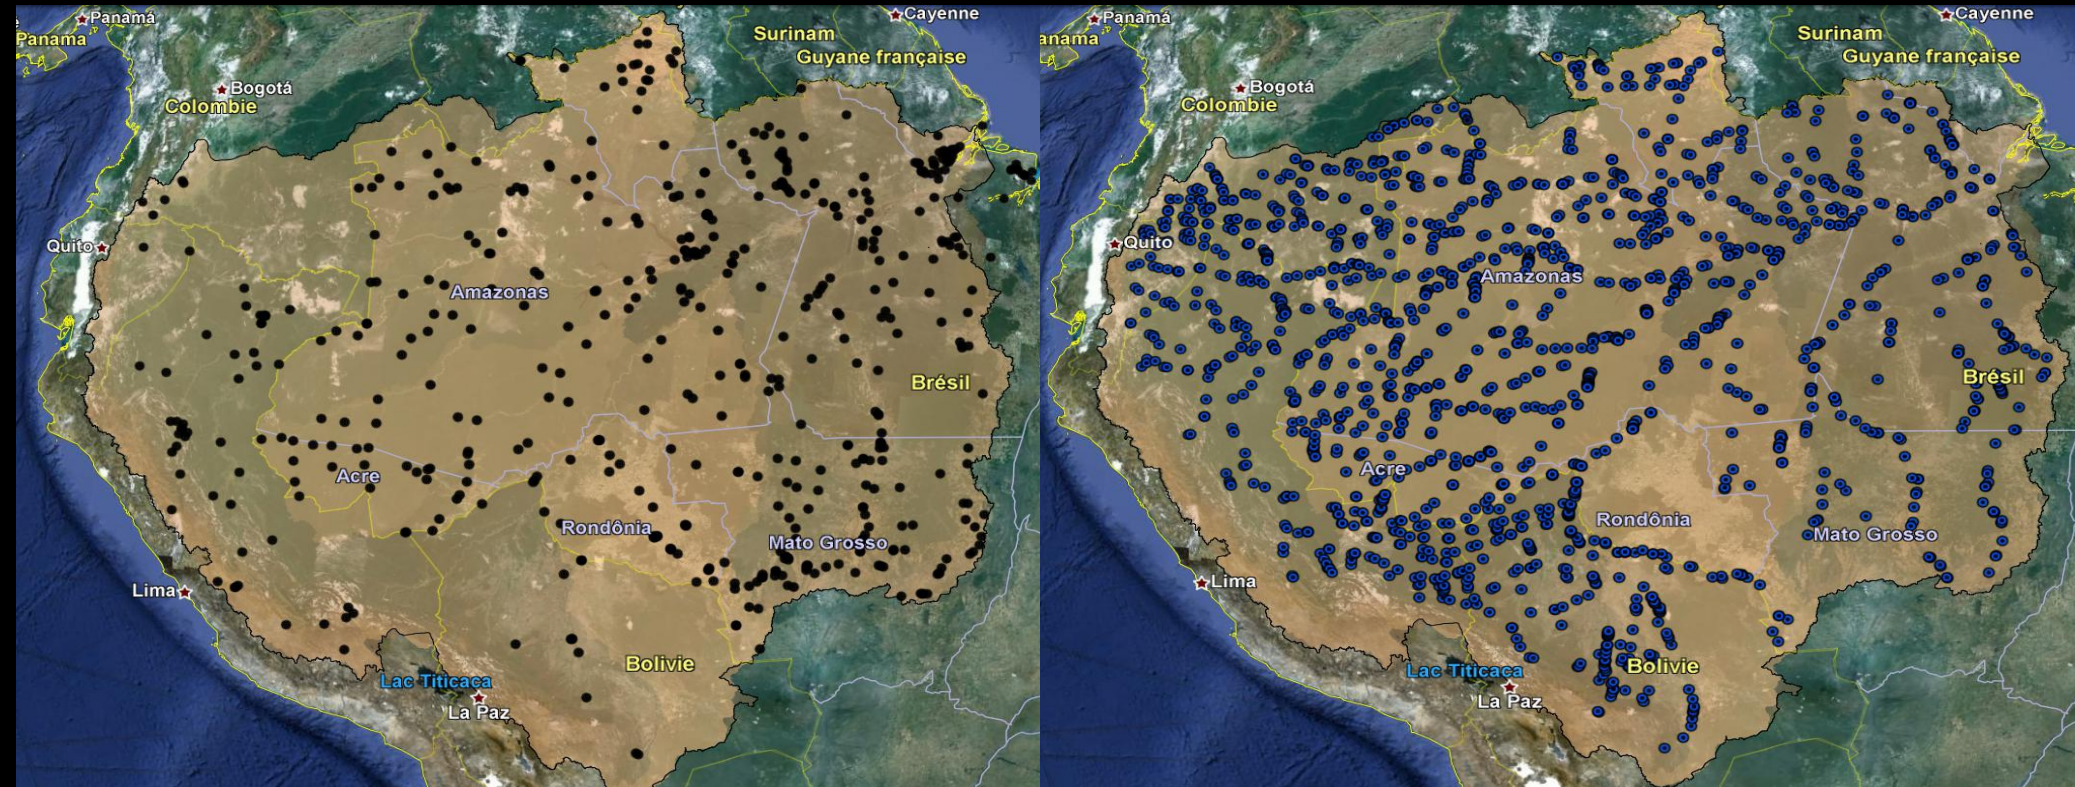 Panamá
Cayenne
Panama
Surinam
Guyane française
Bogotá
Colombie
Quito
Amazonas
Brésil
Acre
Rondônia
Mato Grosso
Lima
Bolivie
Lac Titicaca
La Paz
Panamá
Cayenne
anama
Surinam
Guyane française
Bogotá
Colombie
Quito
Amazonas
Brésil
Acre
Rondônia
Mato Grosso
Lima
Bolivie
Lac Titicaca
La Paz